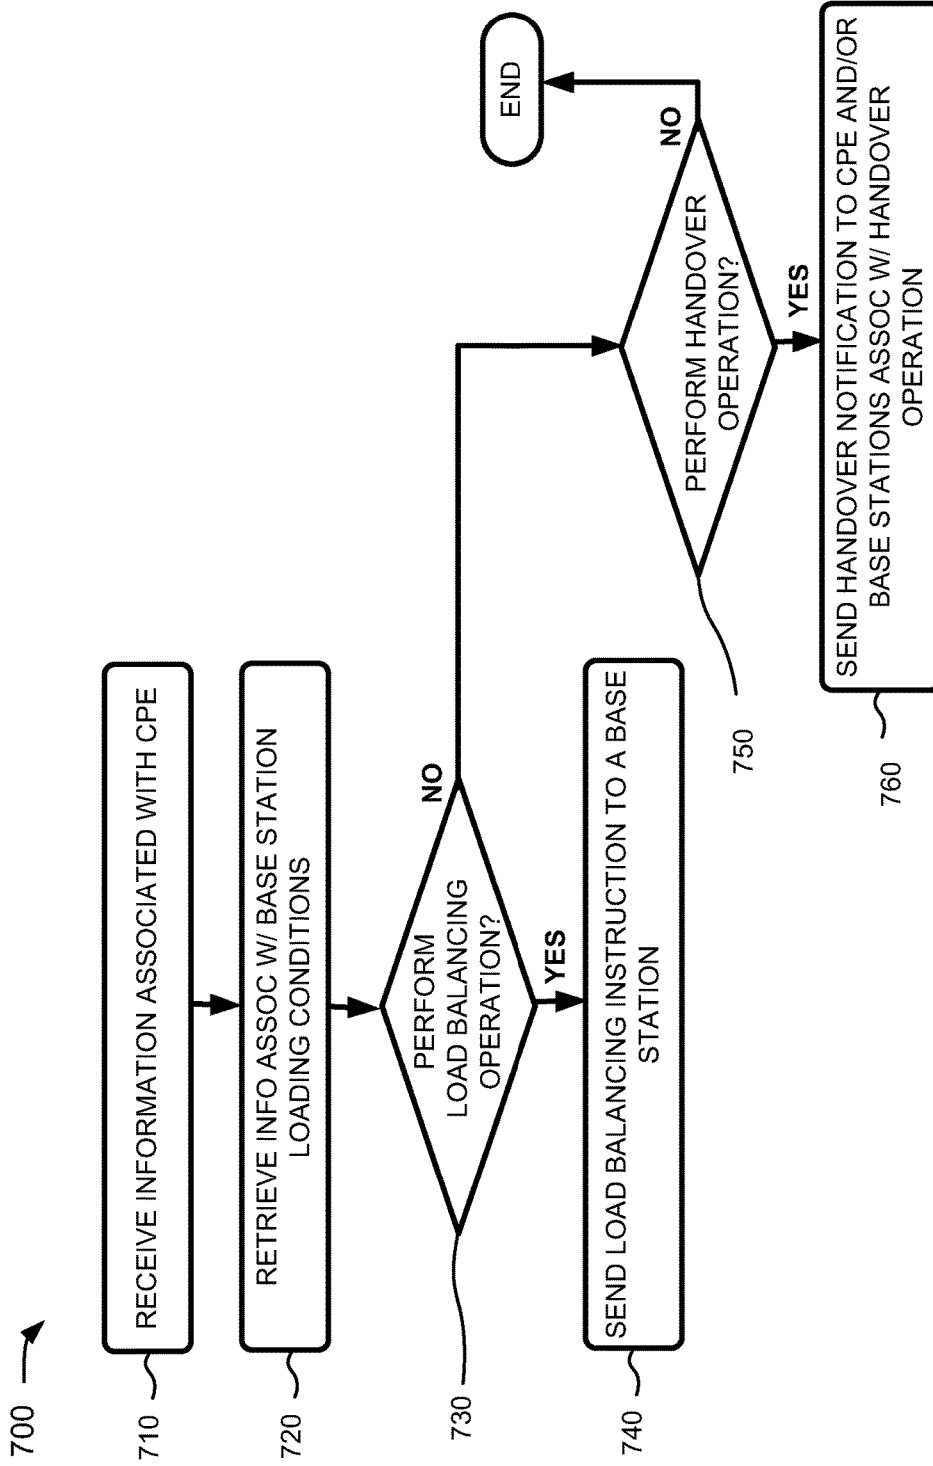 700
710
RECEIVE INFORMATION ASSOCIATED WITH CPE
720
RETRIEVE INFO ASSOC W/ BASE STATION
LOADING CONDITIONS
730
PERFORM
LOAD BALANCING
OPERATION?
NO
YES
740
SEND LOAD BALANCING INSTRUCTION TO A BASE
STATION
750
PERFORM HANDOVER
OPERATION?
NO
END
YES
760
SEND HANDOVER NOTIFICATION TO CPE AND/OR
BASE STATIONS ASSOC W/ HANDOVER
OPERATION